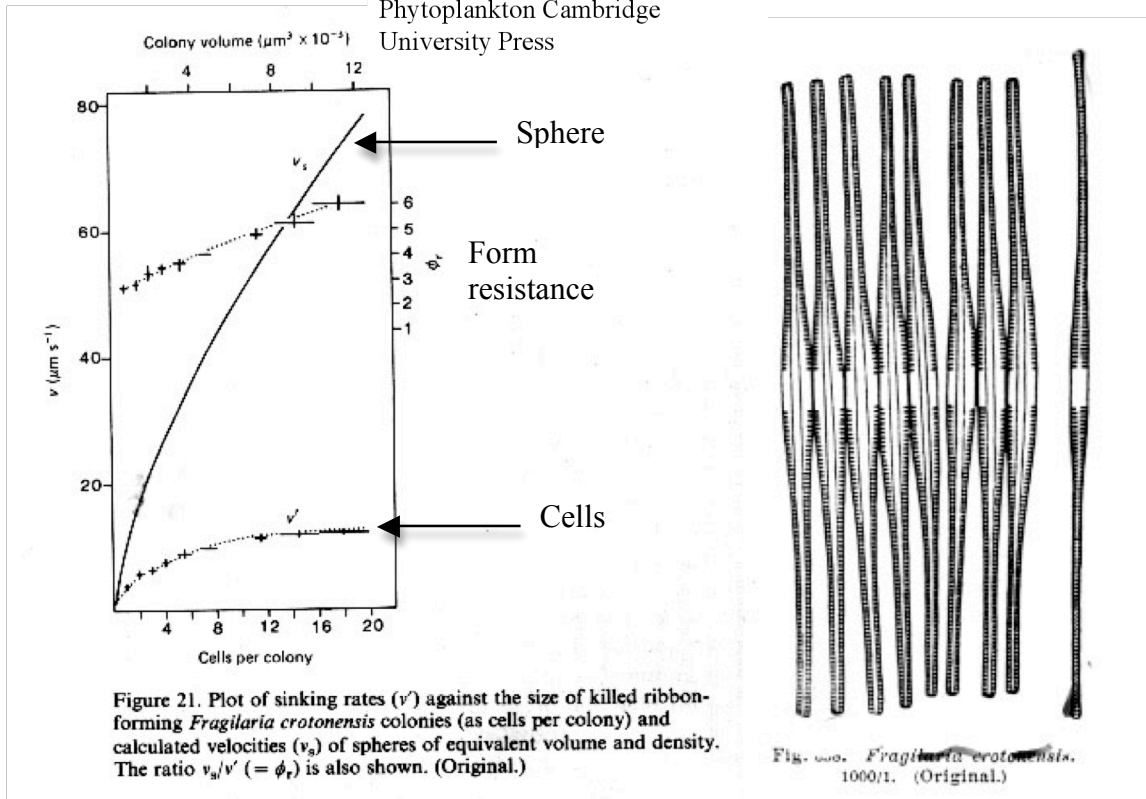 Phytoplankton Cambridge
University Press
Colony volume (μm³ × 10⁻³)
4 8 12
80
60
40
20
v (μm s⁻¹)
vₛ
v′
6
5
4
3
2
1
ϕᵣ
4 8 12 16 20
Cells per colony
Sphere
Form
resistance
Cells
Figure 21. Plot of sinking rates (v′) against the size of killed ribbon-
forming Fragilaria crotonensis colonies (as cells per colony) and
calculated velocities (vₛ) of spheres of equivalent volume and density.
The ratio vₛ/v′ (= ϕᵣ) is also shown. (Original.)
Fig. Fragilaria crotonensis.
1000/1. (Original.)